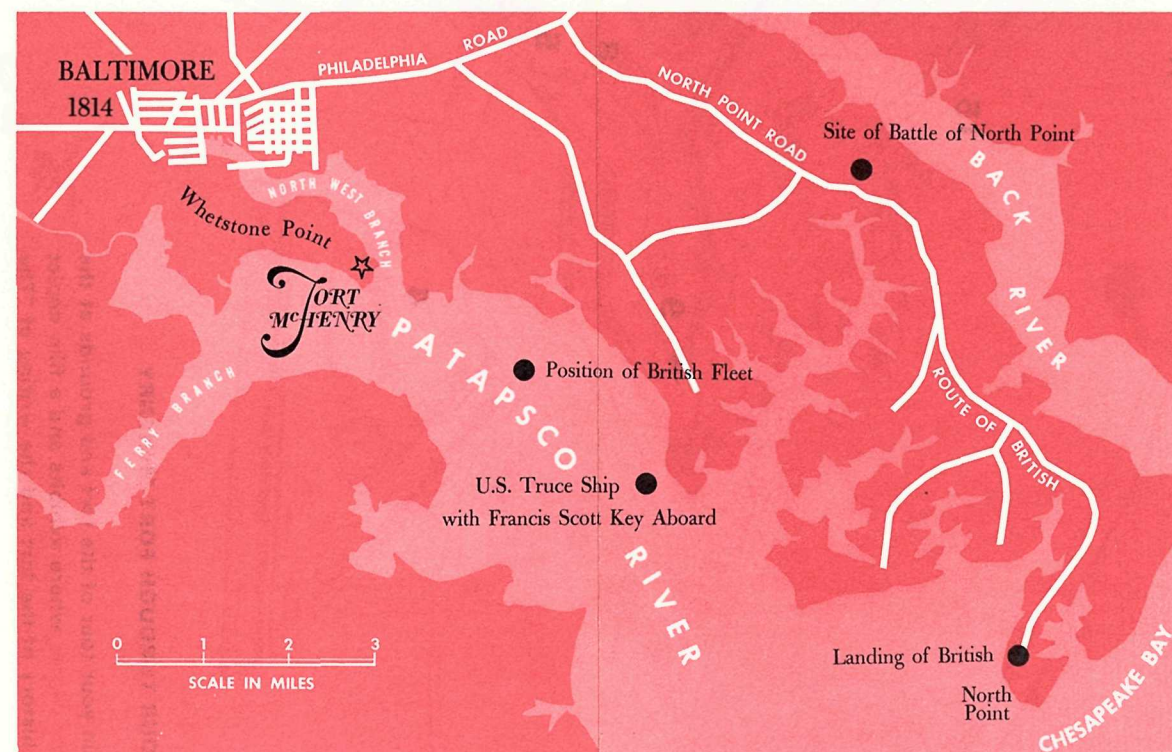 BALTIMORE
1814
PHILADELPHIA ROAD
NORTH POINT ROAD
Site of Battle of North Point
BACK RIVER
NORTH WEST BRANCH
Whetstone Point
FORT
McHENRY
PATAPSCO RIVER
Position of British Fleet
FERRY BRANCH
ROUTE OF BRITISH
U.S. Truce Ship
with Francis Scott Key Aboard
0 1 2 3
SCALE IN MILES
Landing of British
North
Point
CHESAPEAKE BAY